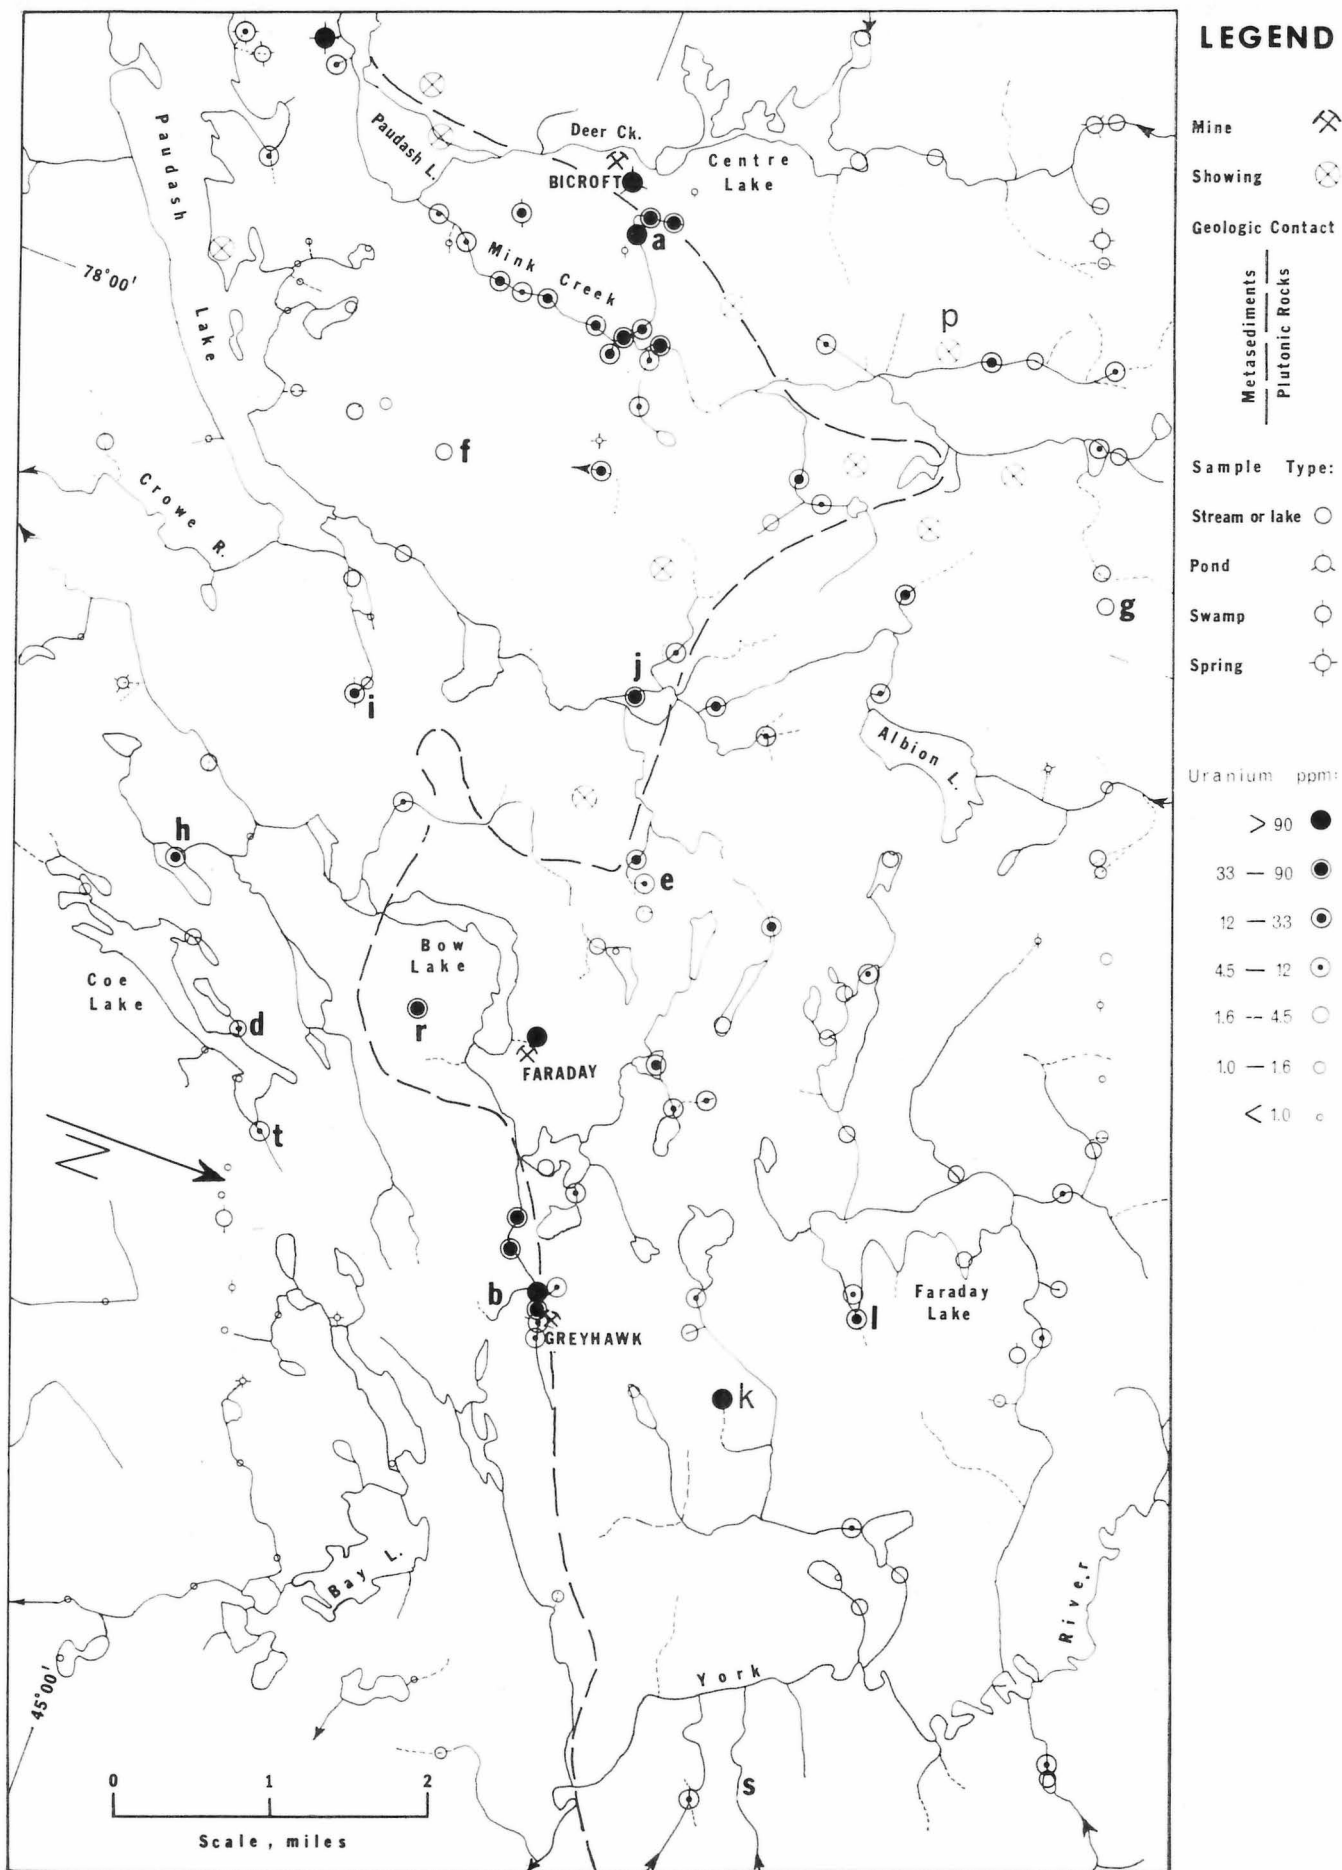 LEGEND
Mine
Showing
Geologic Contact
Metasediments
Plutonic Rocks
Sample Type:
Stream or lake
Pond
Swamp
Spring
Uranium ppm:
> 90
33 — 90
12 — 33
4.5 — 12
1.6 -- 4.5
1.0 — 1.6
< 1.0
Paudash
Lake
Paudash L.
Deer Ck.
BICROFT
Centre
Lake
a
Mink Creek
78°00'
p
f
Crowe R.
g
j
i
Albion L.
h
e
Bow
Lake
Coe
Lake
d
r
FARADAY
t
N
b
GREYHAWK
Faraday
Lake
l
k
Bay L.
York
River
45°00'
s
0 1 2
Scale, miles